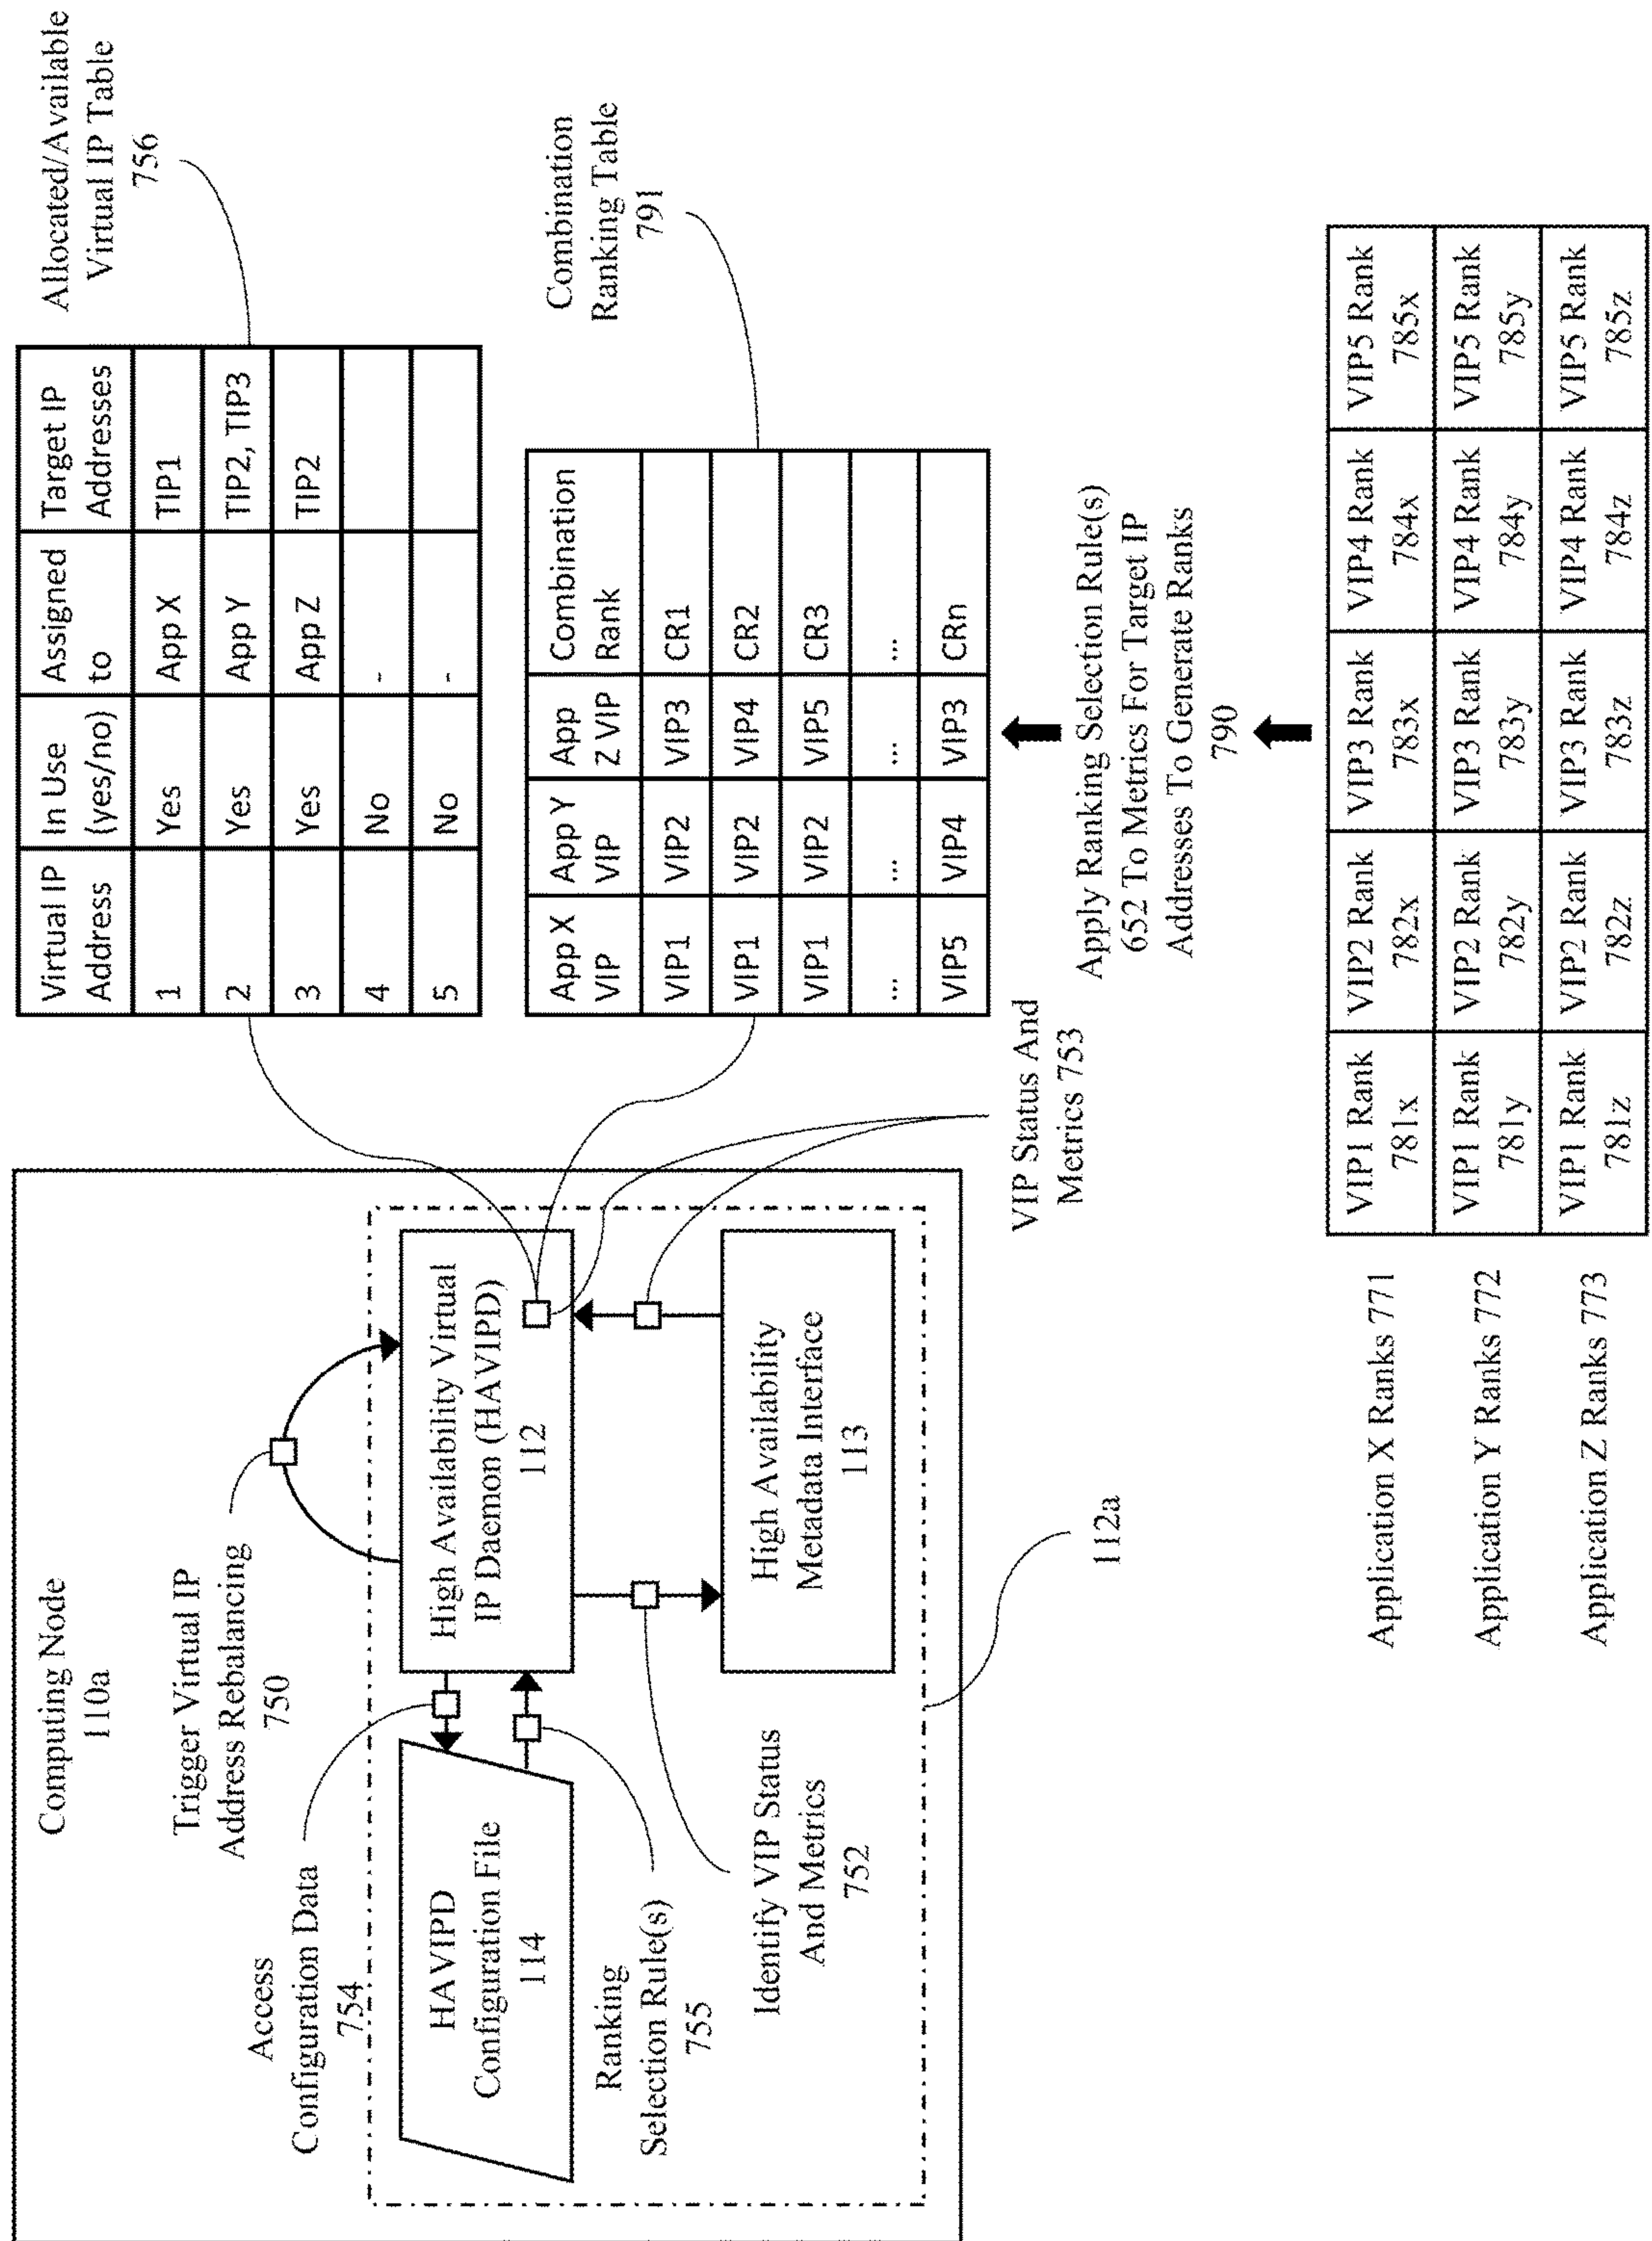 Computing Node
110a
Trigger Virtual IP
Address Rebalancing
750
Access
Configuration Data
754
HAVIPD
Configuration File
114
High Availability Virtual
IP Daemon (HAVIPD)
112
Ranking
Selection Rule(s)
755
Identify VIP Status
And Metrics
752
High Availability
Metadata Interface
113
112a
VIP Status And
Metrics 753
Allocated/Available
Virtual IP Table
756
Virtual IP Address In Use (yes/no) Assigned to Target IP Addresses
1 Yes App X TIP1
2 Yes App Y TIP2, TIP3
3 Yes App Z TIP2
4 No -
5 No -
Combination
Ranking Table
791
App X VIP App Y VIP App Z VIP Combination Rank
VIP1 VIP2 VIP3 CR1
VIP1 VIP2 VIP4 CR2
VIP1 VIP2 VIP5 CR3
... ... ... ...
VIP5 VIP4 VIP3 CRn
Apply Ranking Selection Rule(s)
652 To Metrics For Target IP
Addresses To Generate Ranks
790
Application X Ranks 771
VIP1 Rank VIP2 Rank VIP3 Rank VIP4 Rank VIP5 Rank
781x 782x 783x 784x 785x
Application Y Ranks 772
VIP1 Rank VIP2 Rank VIP3 Rank VIP4 Rank VIP5 Rank
781y 782y 783y 784y 785y
Application Z Ranks 773
VIP1 Rank VIP2 Rank VIP3 Rank VIP4 Rank VIP5 Rank
781z 782z 783z 784z 785z